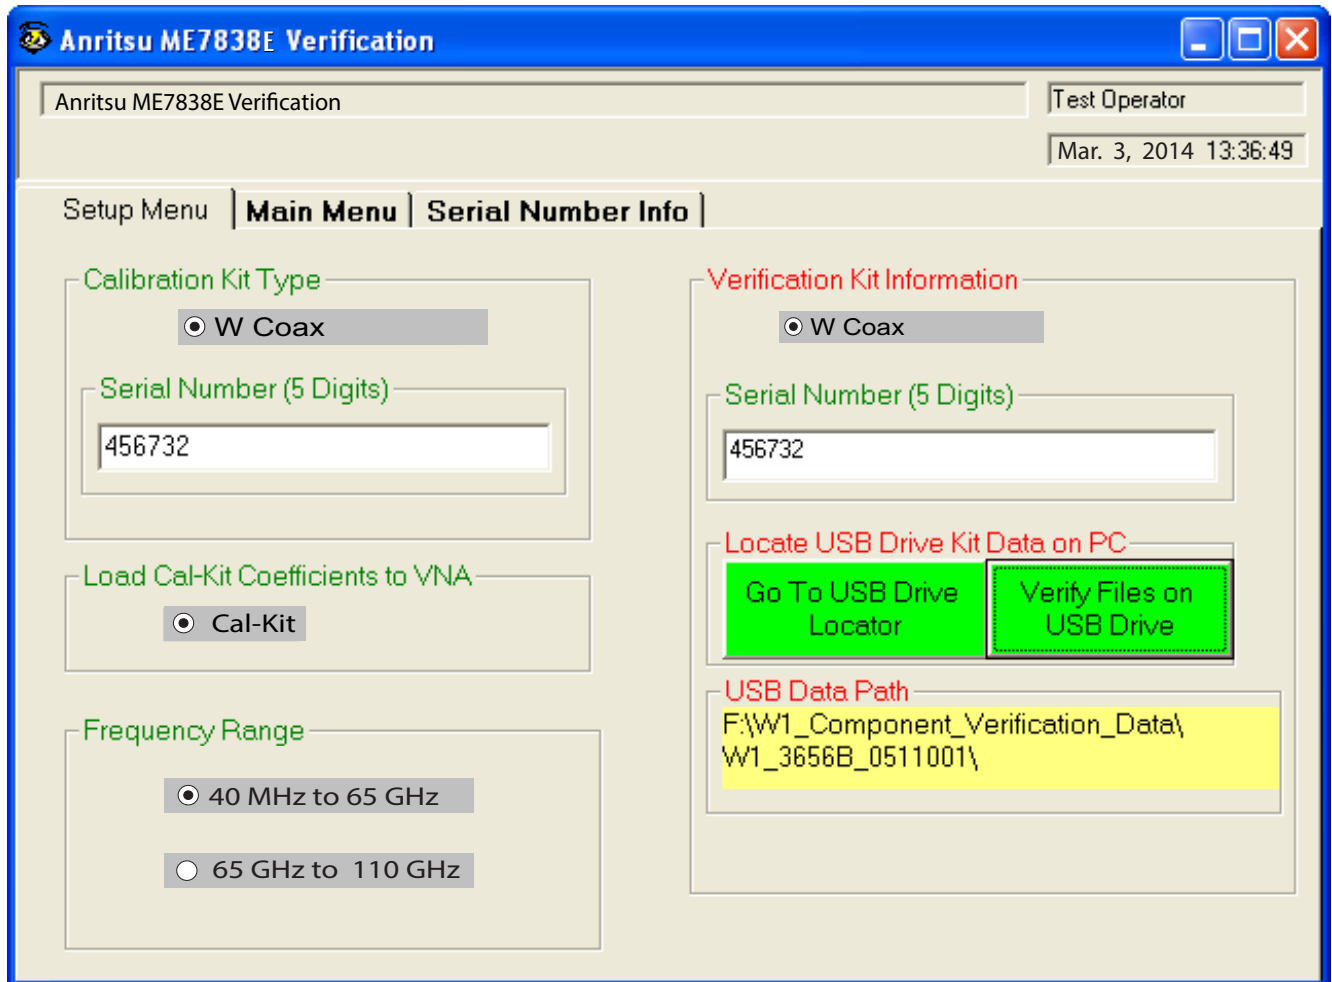 Anritsu ME7838E Verification
Anritsu ME7838E Verification
Test Operator
Mar. 3, 2014 13:36:49
Setup Menu
Main Menu
Serial Number Info
Calibration Kit Type
W Coax
Serial Number (5 Digits)
456732
Load Cal-Kit Coefficients to VNA
Cal-Kit
Frequency Range
40 MHz to 65 GHz
65 GHz to 110 GHz
Verification Kit Information
W Coax
Serial Number (5 Digits)
456732
Locate USB Drive Kit Data on PC
Go To USB Drive
Locator
Verify Files on
USB Drive
USB Data Path
F:\W1_Component_Verification_Data\
W1_3656B_0511001\